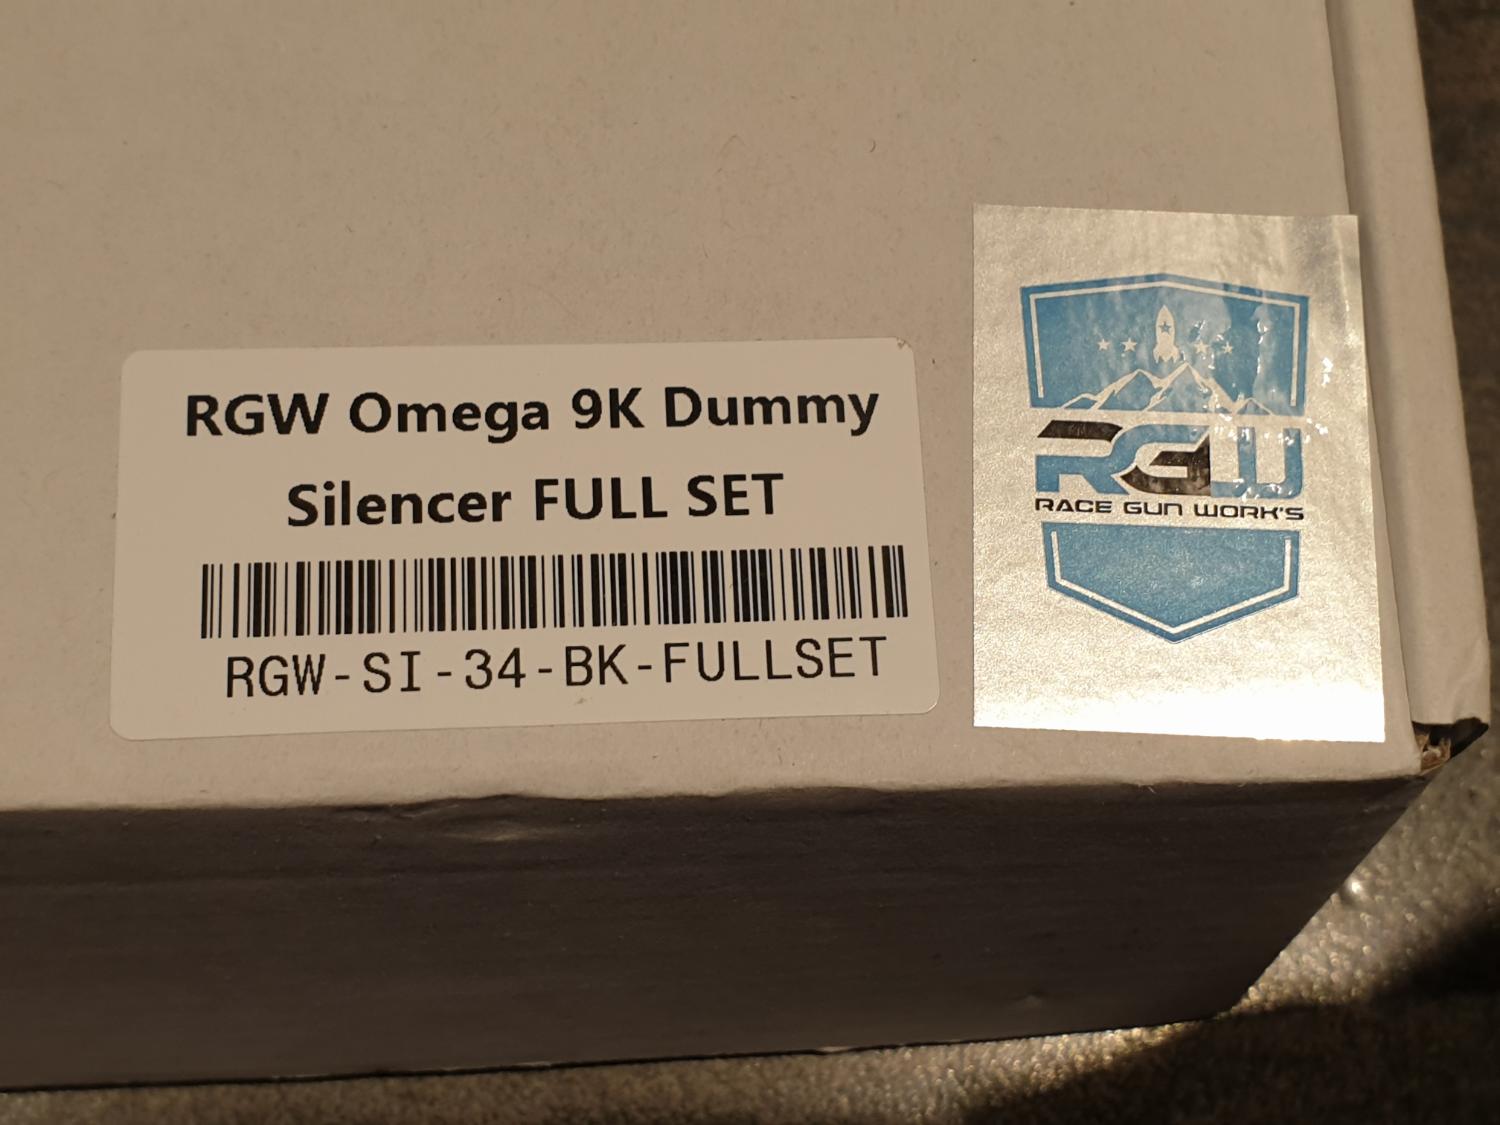 RGW Omega 9K Dummy
Silencer FULL SET
RGW-SI-34-BK-FULLSET
RGW
RACE GUN WORK'S